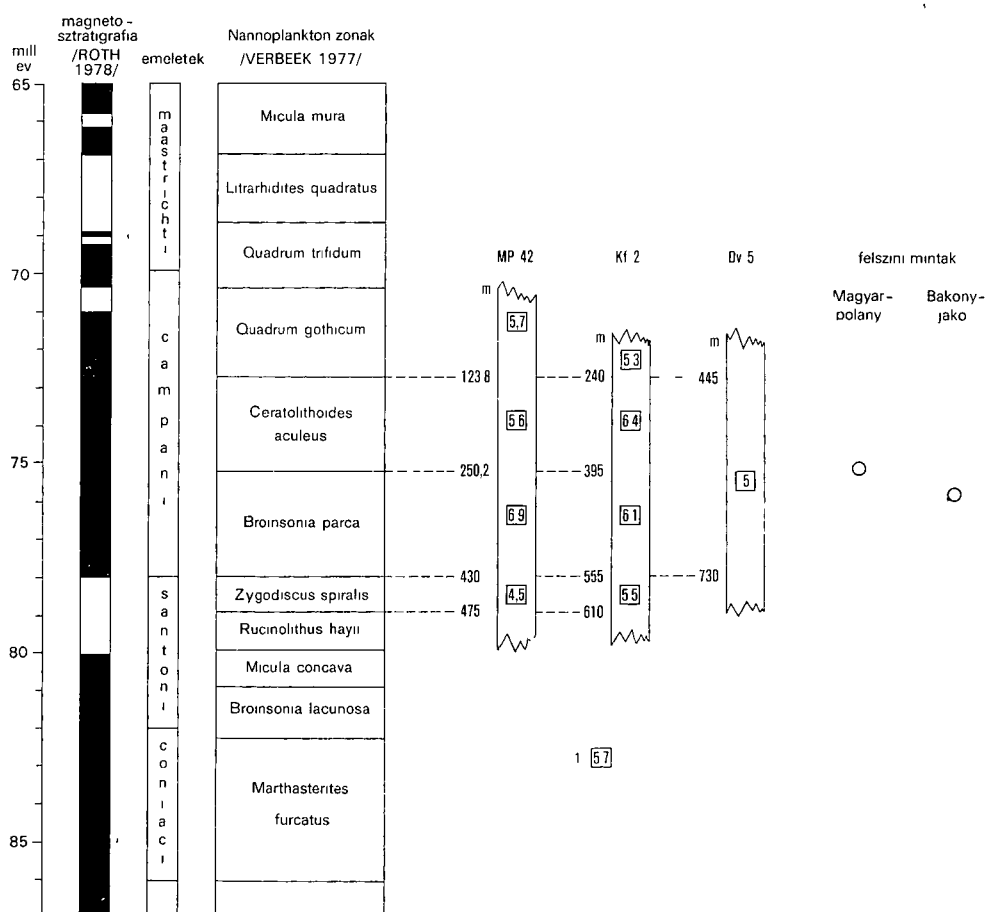 magneto-
sztratigrafia
/ROTH
1978/
mill
ev
emeletek
Nannoplankton zonak
/VERBEEK 1977/
65
70
75
80
85
maastrichti
campani
santoni
coniaci
Micula mura
Litrarhidites quadratus
Quadrum trifidum
Quadrum gothicum
Ceratolithoides
aculeus
Broinsonia parca
Zygodiscus spiralis
Rucinolithus hayii
Micula concava
Broinsonia lacunosa
Marthasterites
furcatus
MP 42
m
5,7
123 8
5 6
250,2
6 9
430
4,5
475
Kf 2
m
5 3
240
6 4
395
6 1
555
5 5
610
Dv 5
m
445
5
730
felszini mintak
Magyar-
polany
Bakony-
jako
1 5 7